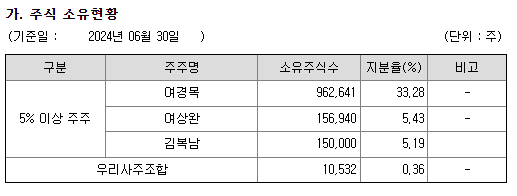 가. 주식 소유현황
(기준일 : 2024년 06월 30일 ) (단위 : 주)
구분 주주명 소유주식수 지분율(%) 비고
5% 이상 주주 여경목 962,641 33,28 -
여상완 156,940 5,43 -
김복남 150,000 5,19 -
우리사주조합 10,532 0,36 -